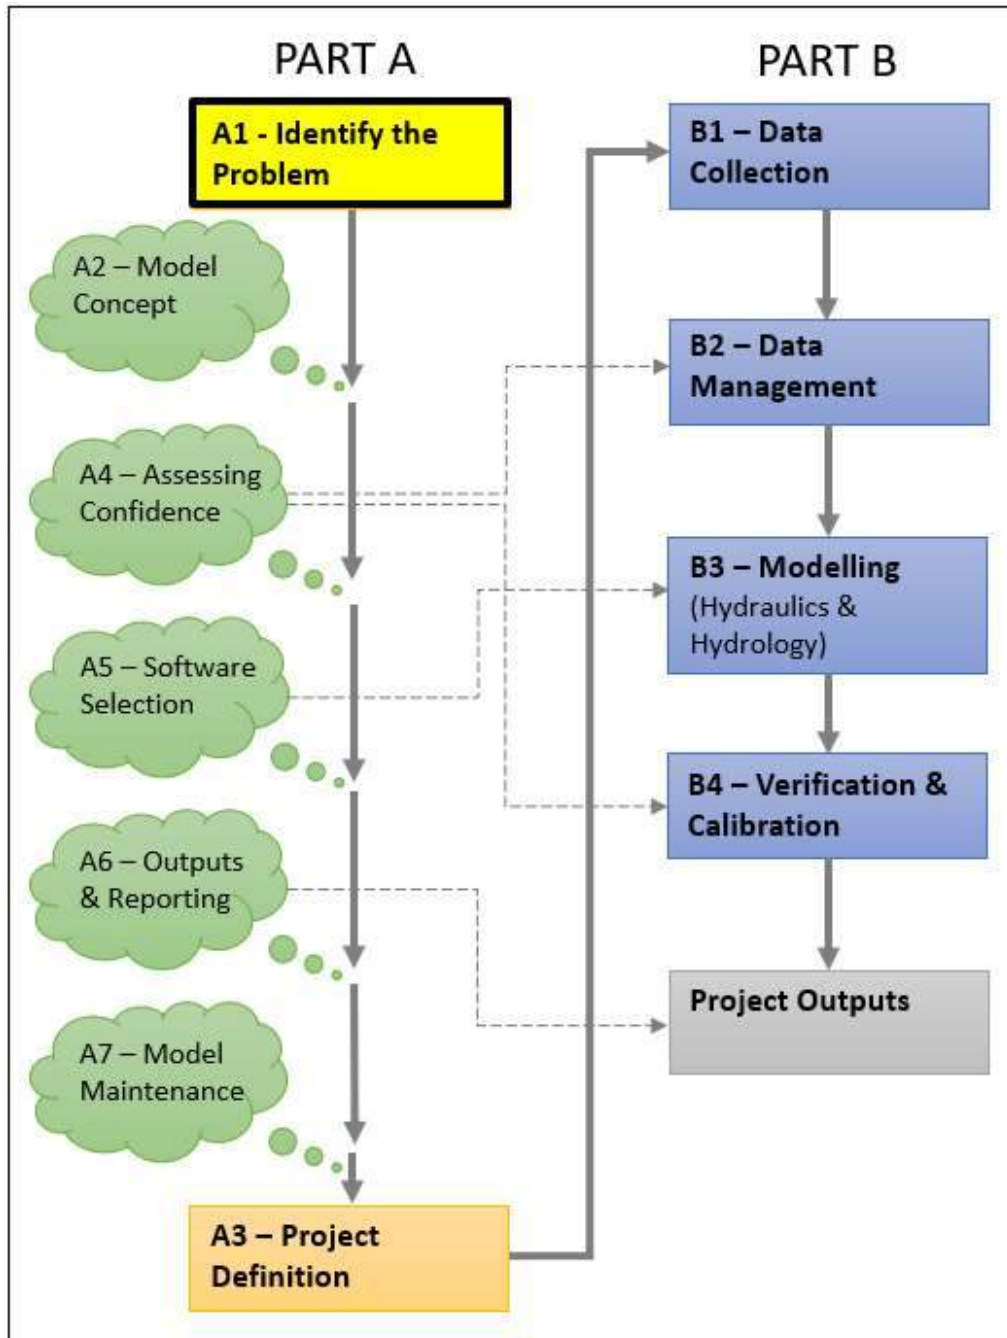 PART A
A1 - Identify the
Problem
A2 – Model
Concept
A4 – Assessing
Confidence
A5 – Software
Selection
A6 – Outputs
& Reporting
A7 – Model
Maintenance
A3 – Project
Definition
PART B
B1 – Data
Collection
B2 – Data
Management
B3 – Modelling
(Hydraulics &
Hydrology)
B4 – Verification &
Calibration
Project Outputs